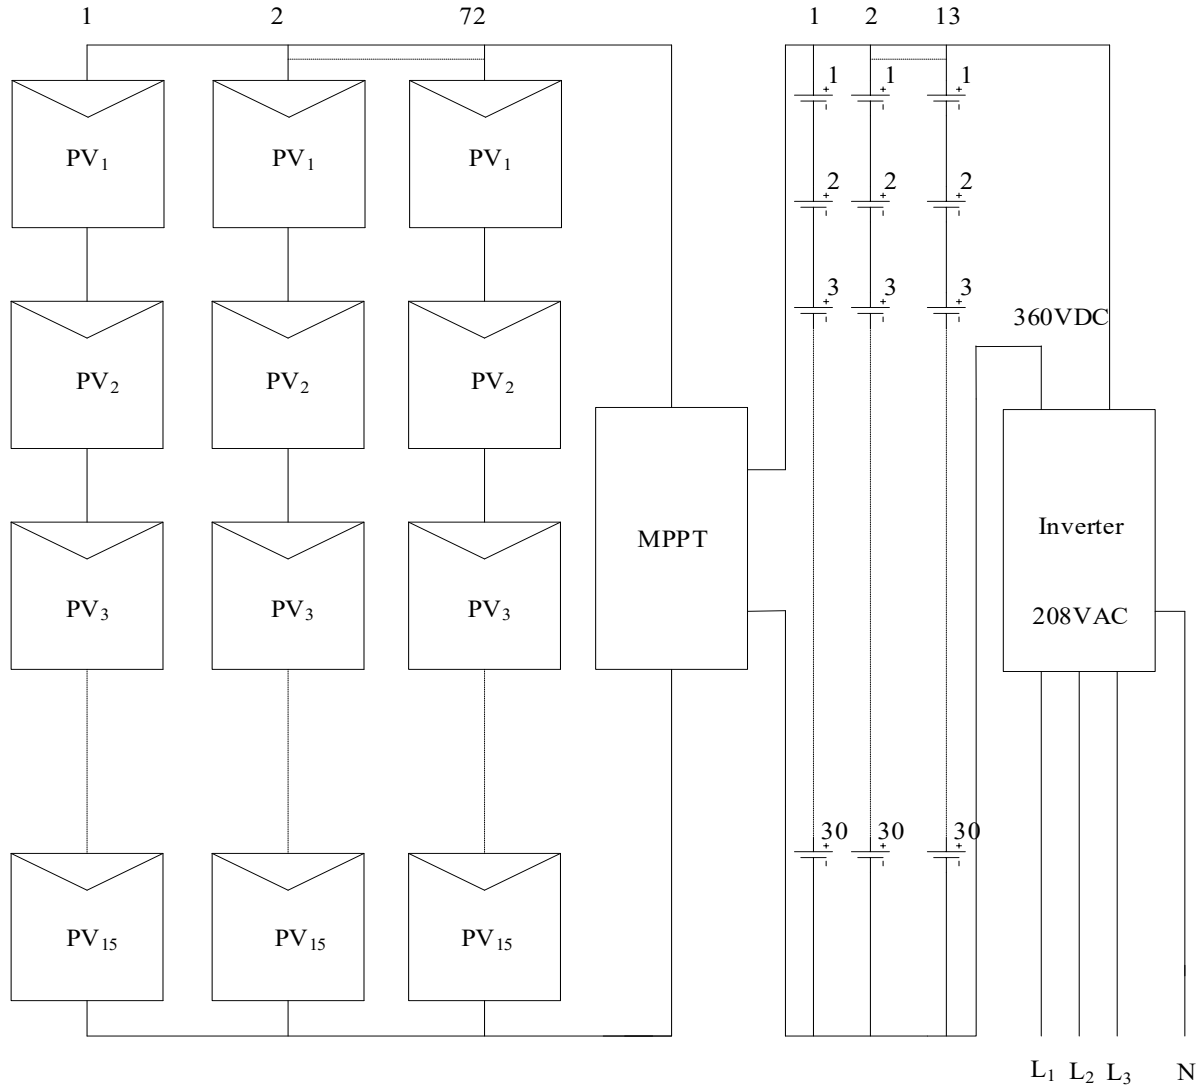 1 2 72 1 2 13
1 1 1
PV₁ PV₁ PV₁
2 2 2
3 3 3
360VDC
PV₂ PV₂ PV₂
Inverter
MPPT
PV₃ PV₃ PV₃
208VAC
30 30 30
PV₁₅ PV₁₅ PV₁₅
L₁ L₂ L₃ N